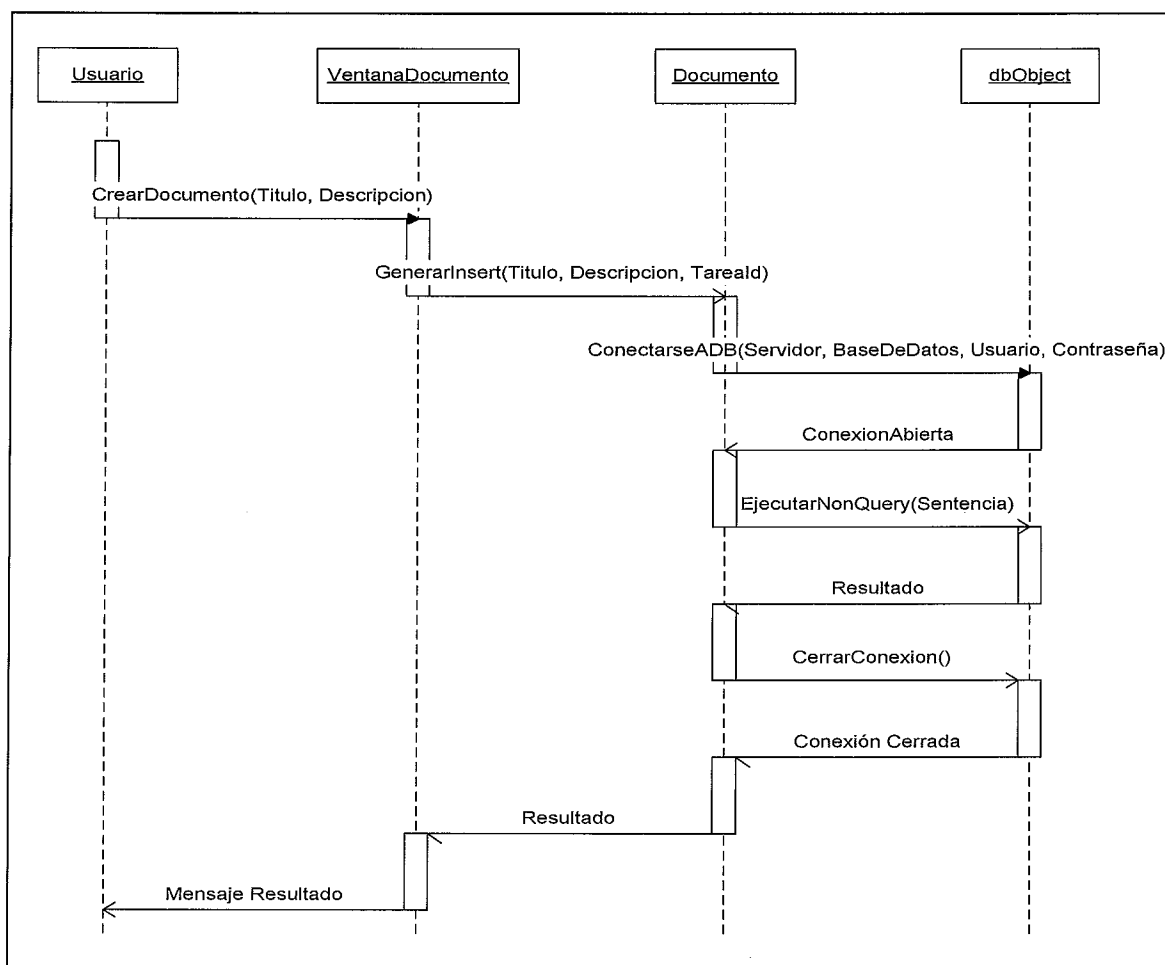 Usuario
VentanaDocumento
Documento
dbObject
CrearDocumento(Titulo, Descripcion)
GenerarInsert(Titulo, Descripcion, TareaId)
ConectarseADB(Servidor, BaseDeDatos, Usuario, Contraseña)
ConexionAbierta
EjecutarNonQuery(Sentencia)
Resultado
CerrarConexion()
Conexión Cerrada
Resultado
Mensaje Resultado